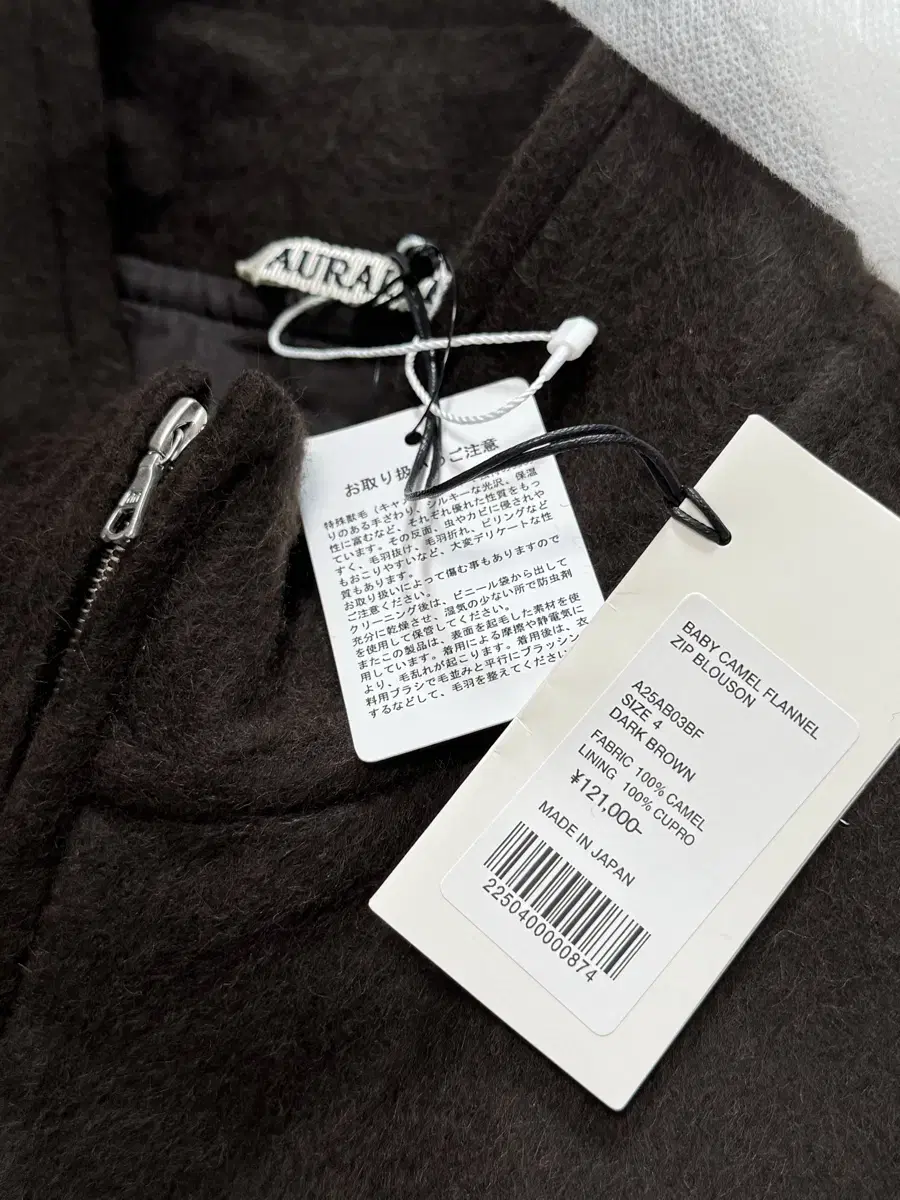 AURA
お取り扱 のご注意
特殊獣毛(キャ
りのある手ざわり、 ルキーな光沢、保温
性に富むなど、それぞれ優れた性質をもっ
ています。その反面、虫やカビに侵されや
すく、毛羽抜け、毛羽折れ、ピリングなど
もおこりやすいなど、大変デリケートな性
質もあります。
お取り扱いによって傷む事もありますので
ご注意ください。
クリーニング後は、ビニール袋から出して
充分に乾燥させ、湿気の少ない所で防虫剤
を使用して保管してください。
またこの製品は、表面を起毛した素材を使
用しています。着用による摩擦や静電気に
より、毛乱れが起こります。着用後は、衣
料用ブラシで毛並みと平行にブラッシン
するなどして、毛羽を整えてください
BABY CAMEL FLANNEL
ZIP BLOUSON
A25AB03BF
SIZE 4
DARK BROWN
FABRIC 100% CAMEL
LINING 100% CUPRO
¥121,000-
MADE IN JAPAN
2250400000874